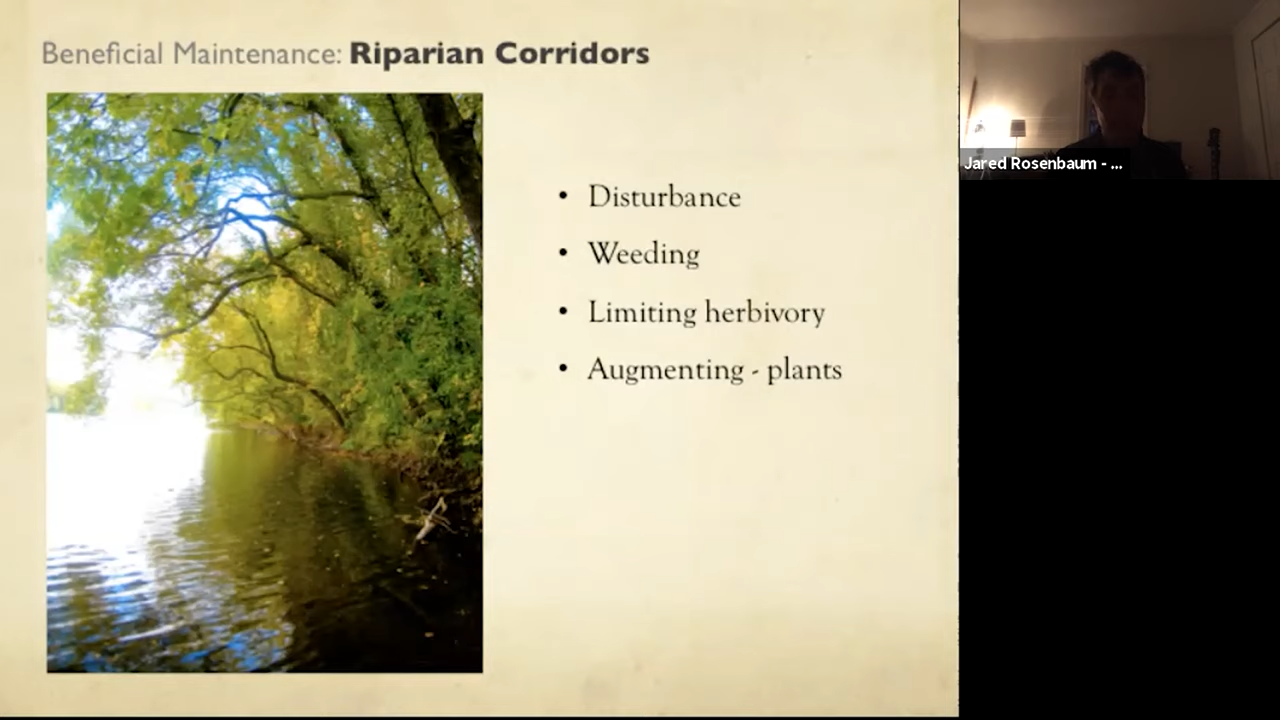 Beneficial Maintenance: Riparian Corridors
• Disturbance
• Weeding
• Limiting herbivory
• Augmenting - plants
Jared Rosenbaum - ...